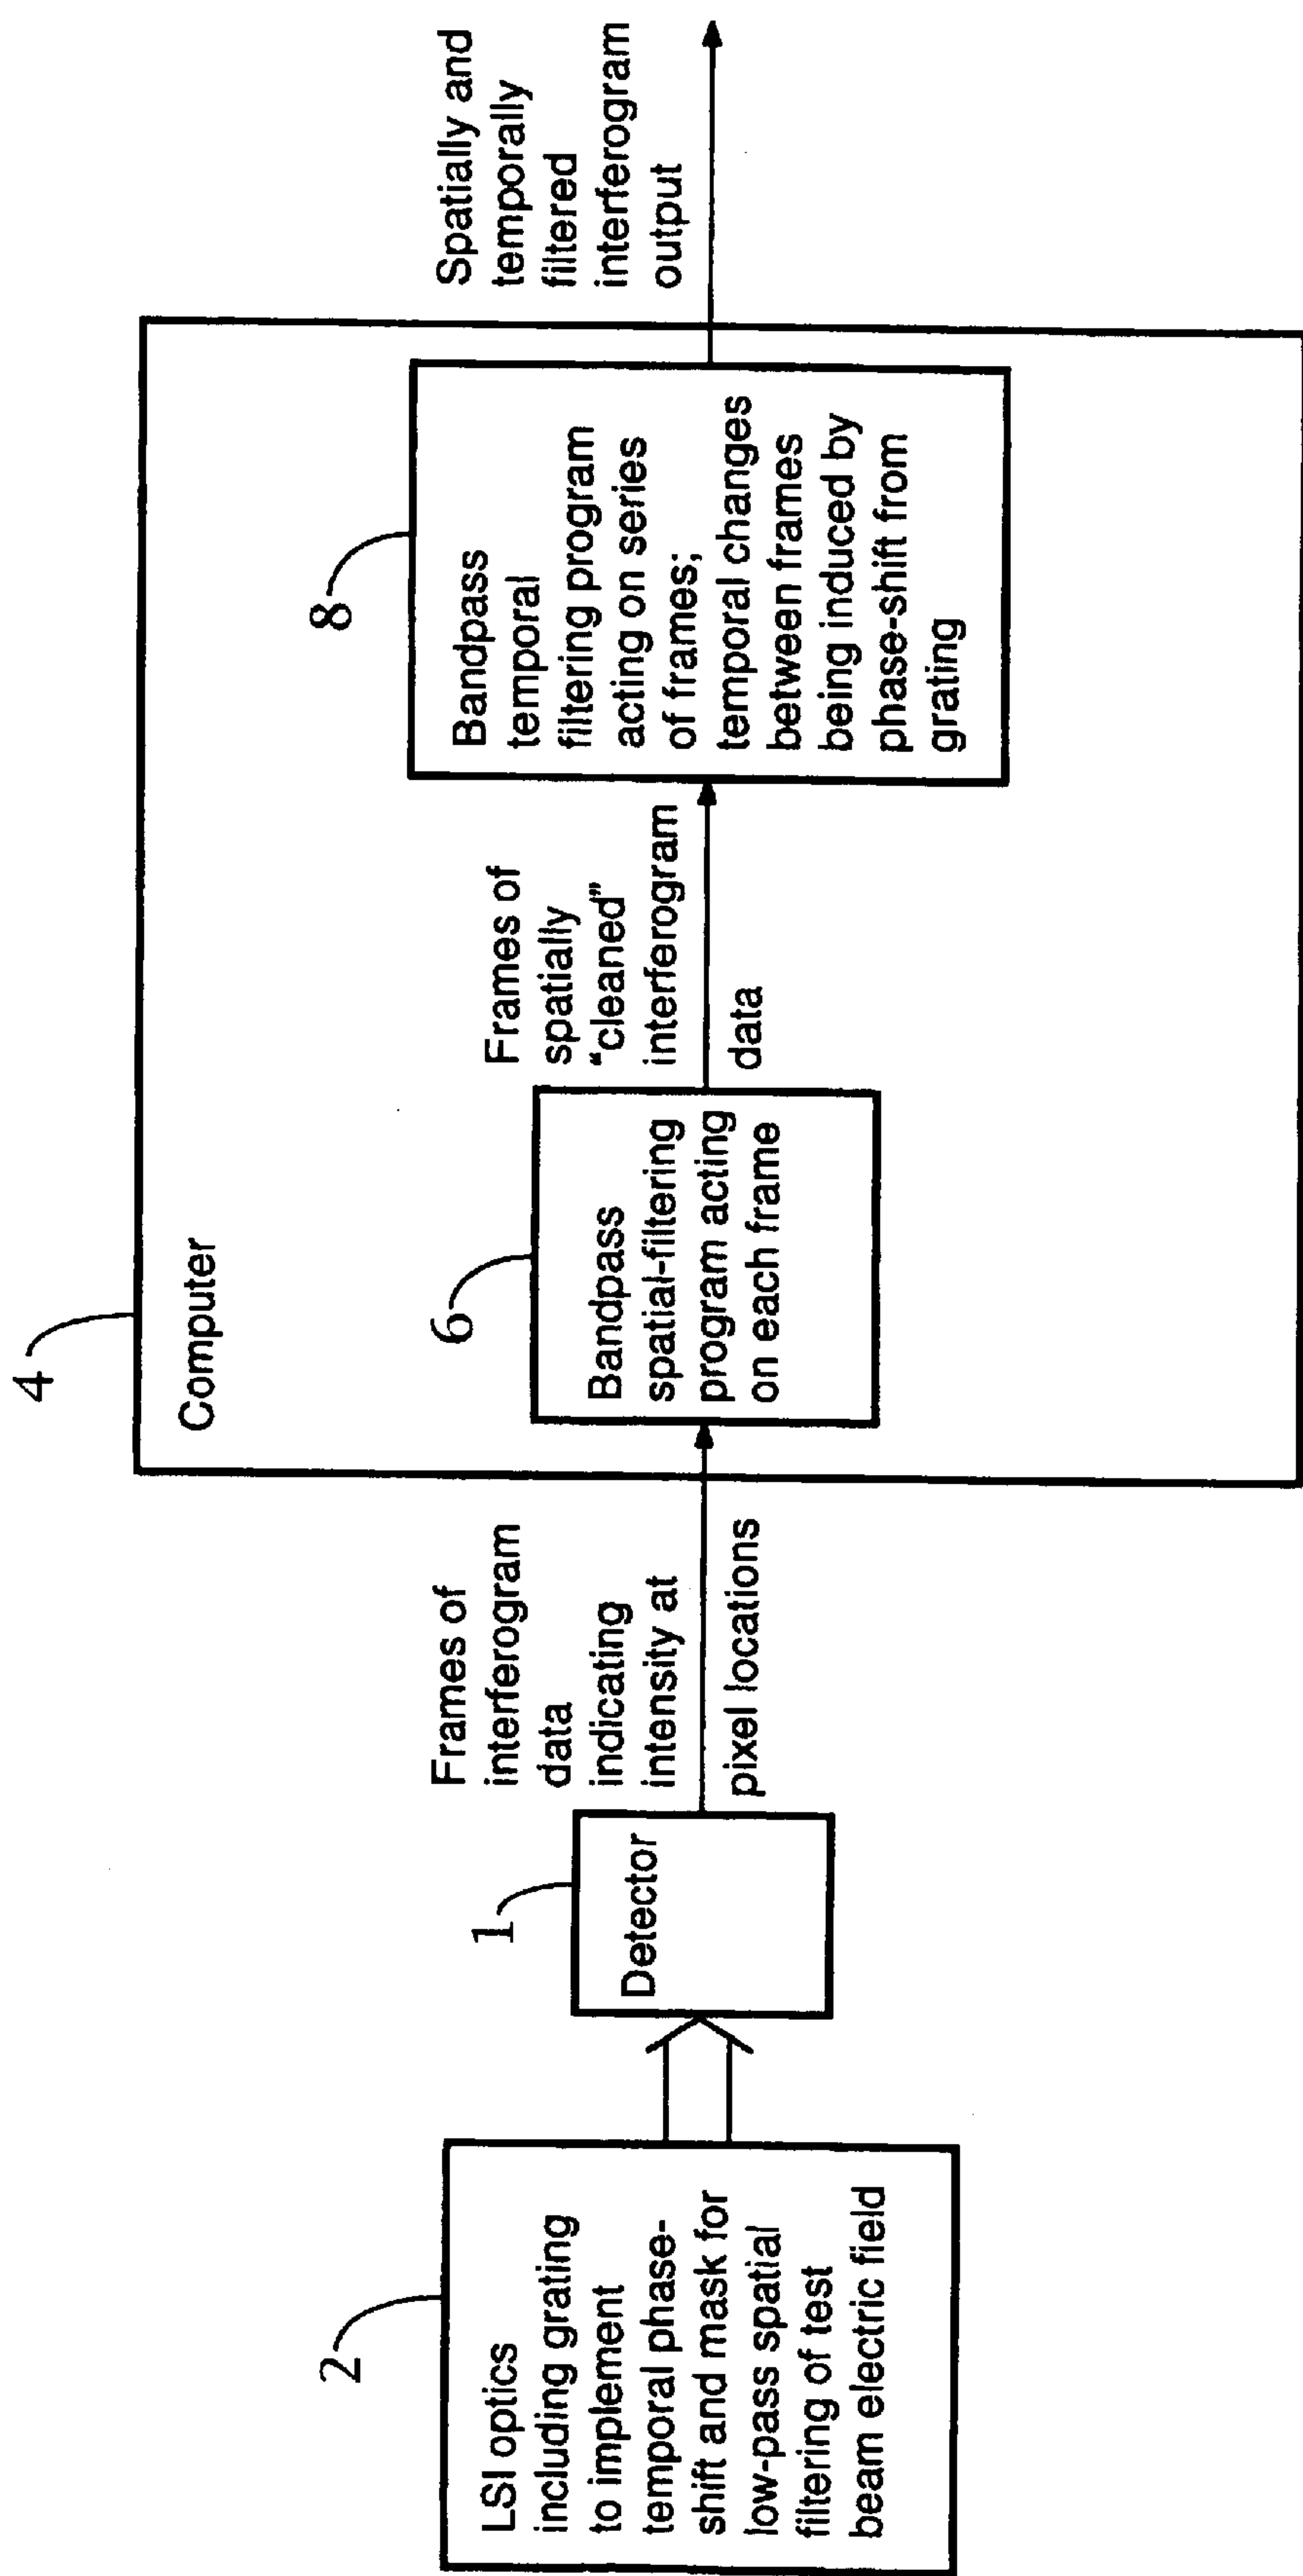 2
LSI optics
including grating
to implement
temporal phase-
shift and mask for
low-pass spatial
filtering of test
beam electric field
1
Detector
Frames of
interferogram
data
indicating
intensity at
pixel locations
4
Computer
6
Bandpass
spatial-filtering
program acting
on each frame
Frames of
spatially
“cleaned”
interferogram
data
8
Bandpass
temporal
filtering program
acting on series
of frames;
temporal changes
between frames
being induced by
phase-shift from
grating
Spatially and
temporally
filtered
interferogram
output